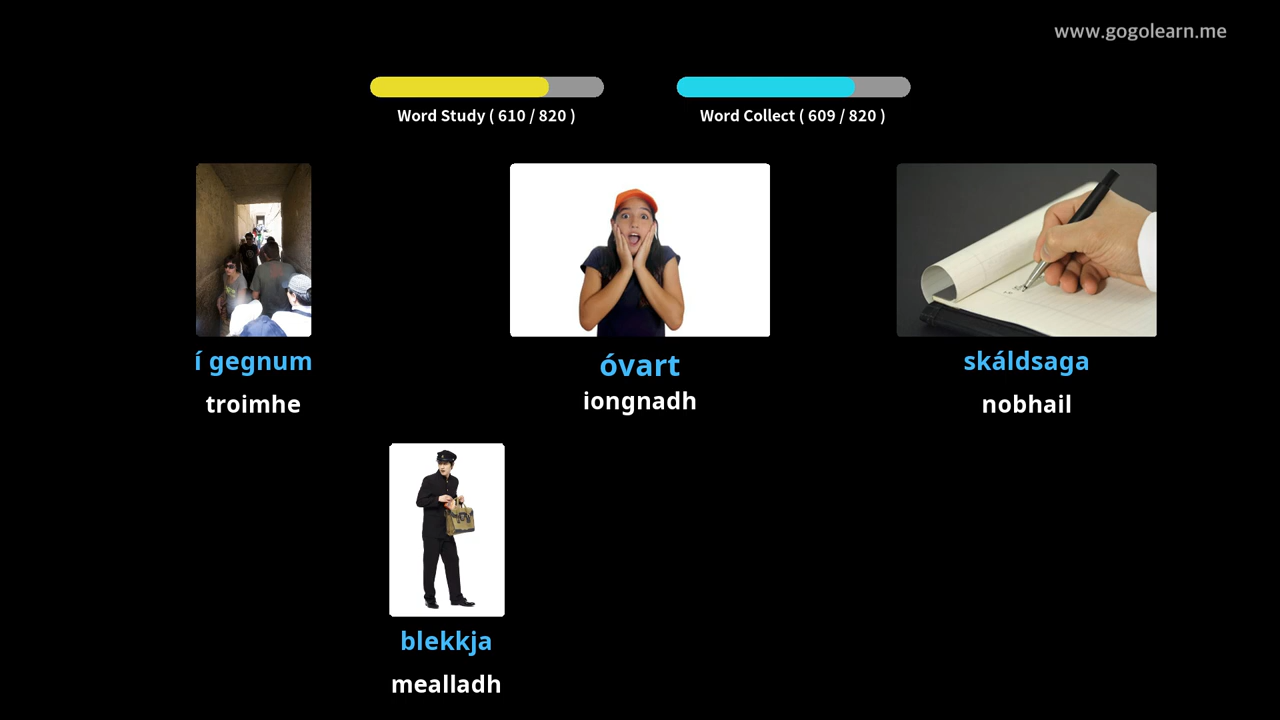 www.gogolearn.me
Word Study ( 610 / 820 )
Word Collect ( 609 / 820 )
í gegnum
troimhe
óvart
iongnadh
skáldsaga
nobhail
blekkja
mealladh